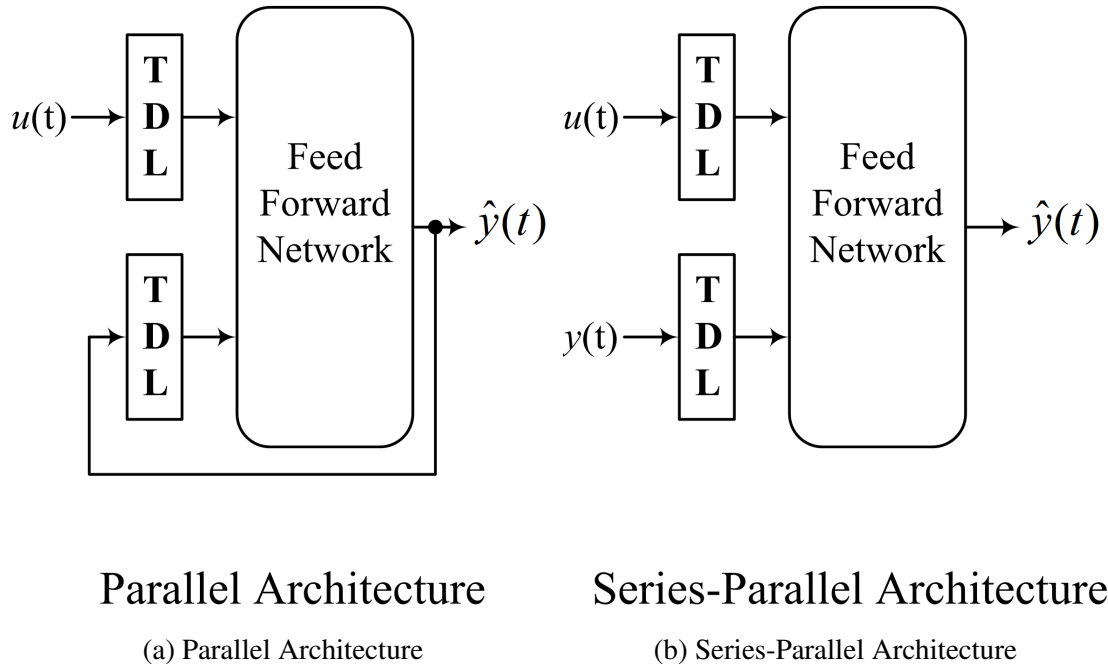 u(t)
T
D
L
T
D
L
Feed
Forward
Network
ŷ(t)
Parallel Architecture
(a) Parallel Architecture
u(t)
T
D
L
y(t)
T
D
L
Feed
Forward
Network
ŷ(t)
Series-Parallel Architecture
(b) Series-Parallel Architecture